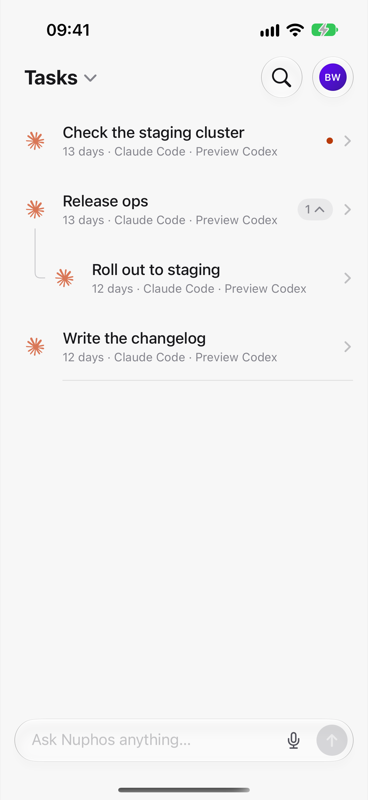 09:41
Tasks
BW
Check the staging cluster
13 days · Claude Code · Preview Codex
Release ops
13 days · Claude Code · Preview Codex
1
Roll out to staging
12 days · Claude Code · Preview Codex
Write the changelog
12 days · Claude Code · Preview Codex
Ask Nuphos anything...